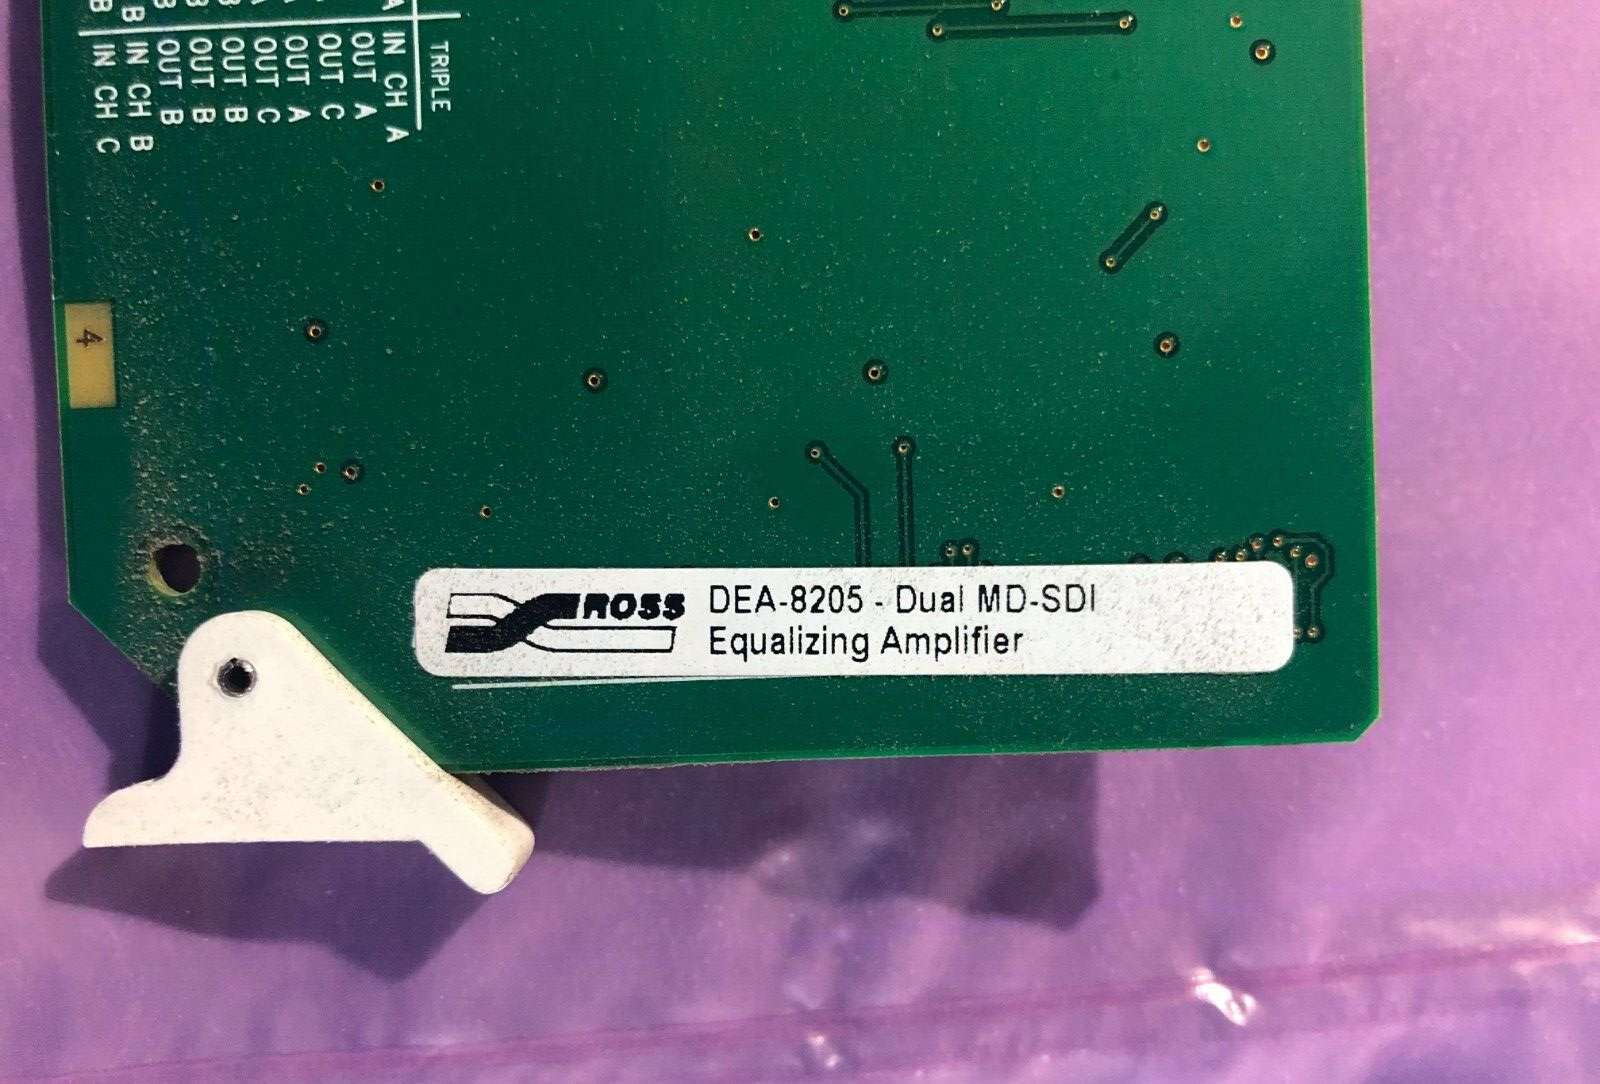 TRIPLE
IN CH A
OUT A
OUT C
OUT A
OUT C
OUT B
OUT B
OUT B
IN CH B
IN CH C
4
ROSS
DEA-8205 - Dual MD-SDI
Equalizing Amplifier